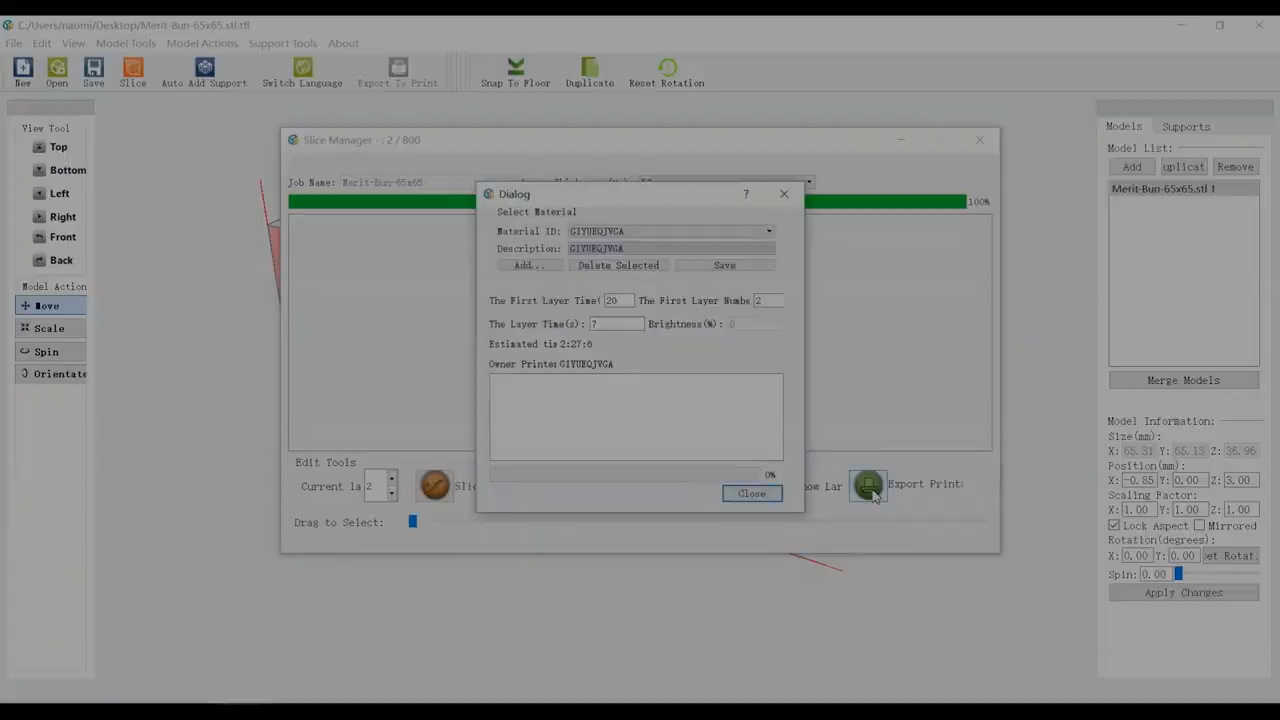 C:/Users/naomi/Desktop/Merit-Bun-65x65.stl.tfl
File Edit View Model Tools Model Actions Support Tools About
New Open Save Slice Auto Add Support Switch Language Export To Print Snap To Floor Duplicate Reset Rotation
View Tool
Top
Bottom
Left
Right
Front
Back
Model Action
Move
Scale
Spin
Orientate
Slice Manager - : 2 / 800
Job Name: Merit-Bun-65x65
100%
Edit Tools
Current la 2
Slic
ow Lar
Export Print:
Drag to Select:
Dialog
?
Select Material
Material ID: GIYUEQJVGA
Description: GIYUEQJVGA
Add... Delete Selected Save
The First Layer Time( 20 The First Layer Numbe 2
The Layer Time(s): 7 Brightness(%): 0
Estimated tim 2:27:6
Owner Printer GIYUEQJVGA
0%
Close
Models Supports
Model List:
Add uplicat Remove
Merit-Bun-65x65.stl 1
Merge Models
Model Information:
Size(mm):
X: 65.31 Y: 65.13 Z: 36.96
Position(mm)
X: -0.85 Y: 0.00 Z: 3.00
Scaling Factor:
X: 1.00 Y: 1.00 Z: 1.00
Lock Aspect Mirrored
Rotation(degrees):
X: 0.00 Y: 0.00 et Rotat
Spin: 0.00
Apply Changes